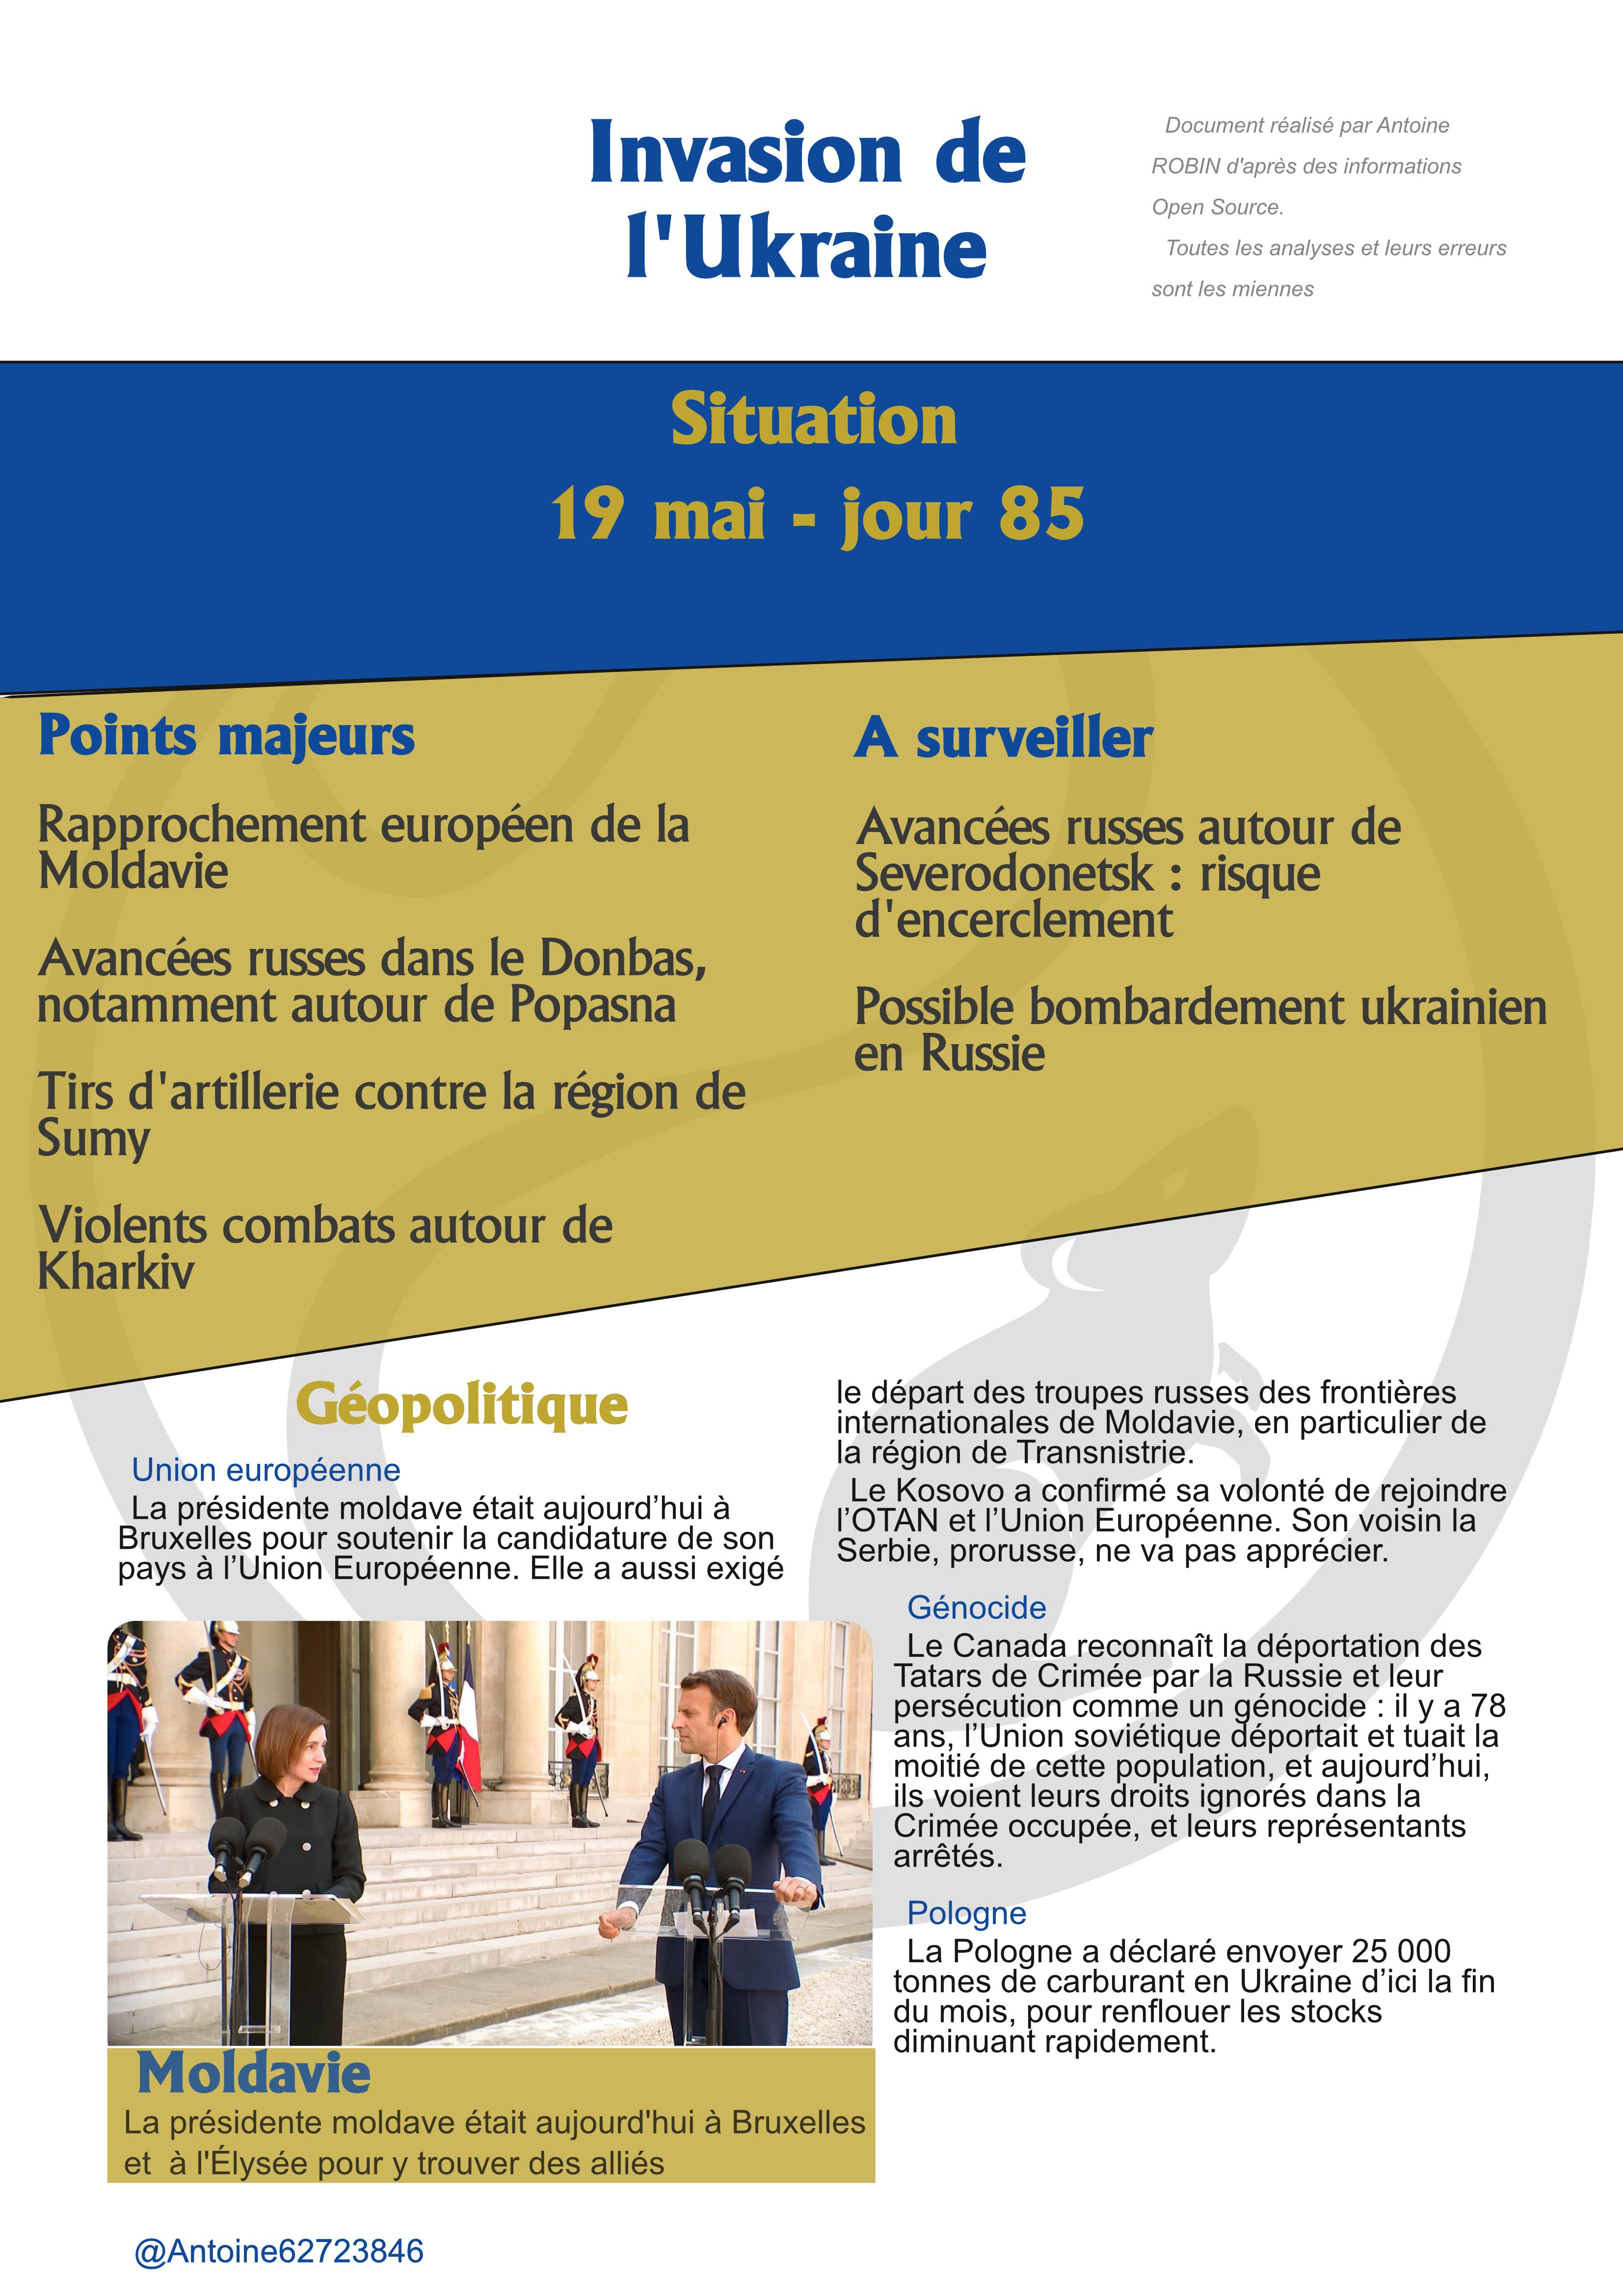 Invasion de
l'Ukraine
Document réalisé par Antoine
ROBIN d'après des informations
Open Source.
Toutes les analyses et leurs erreurs
sont les miennes
Situation
19 mai - jour 85
Points majeurs
Rapprochement européen de la
Moldavie
Avancées russes dans le Donbas,
notamment autour de Popasna
Tirs d'artillerie contre la région de
Sumy
Violents combats autour de
Kharkiv
A surveiller
Avancées russes autour de
Severodonetsk : risque
d'encerclement
Possible bombardement ukrainien
en Russie
Géopolitique
Union européenne
La présidente moldave était aujourd’hui à
Bruxelles pour soutenir la candidature de son
pays à l’Union Européenne. Elle a aussi exigé
le départ des troupes russes des frontières
internationales de Moldavie, en particulier de
la région de Transnistrie.
Le Kosovo a confirmé sa volonté de rejoindre
l’OTAN et l’Union Européenne. Son voisin la
Serbie, prorusse, ne va pas apprécier.
Génocide
Le Canada reconnaît la déportation des
Tatars de Crimée par la Russie et leur
persécution comme un génocide : il y a 78
ans, l’Union soviétique déportait et tuait la
moitié de cette population, et aujourd’hui,
ils voient leurs droits ignorés dans la
Crimée occupée, et leurs représentants
arrêtés.
Pologne
La Pologne a déclaré envoyer 25 000
tonnes de carburant en Ukraine d’ici la fin
du mois, pour renflouer les stocks
diminuant rapidement.
Moldavie
La présidente moldave était aujourd'hui à Bruxelles
et à l'Élysée pour y trouver des alliés
@Antoine62723846